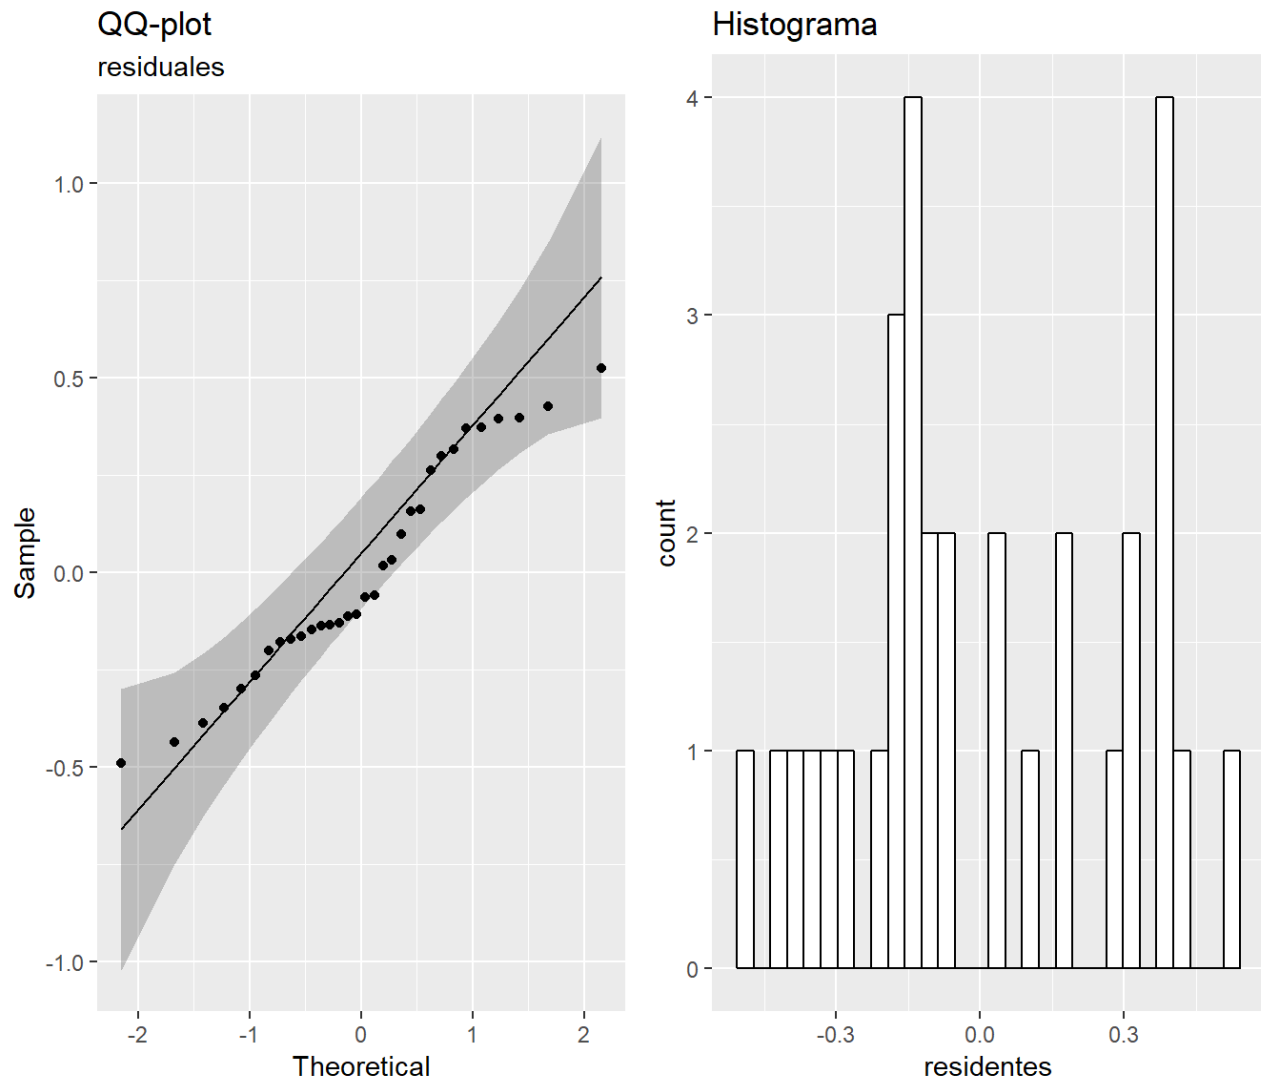 QQ-plot
residuales
1.0
0.5
0.0
-0.5
-1.0
Sample
-2
-1
0
1
2
Theoretical
Histograma
4
3
2
1
0
count
-0.3
0.0
0.3
residentes